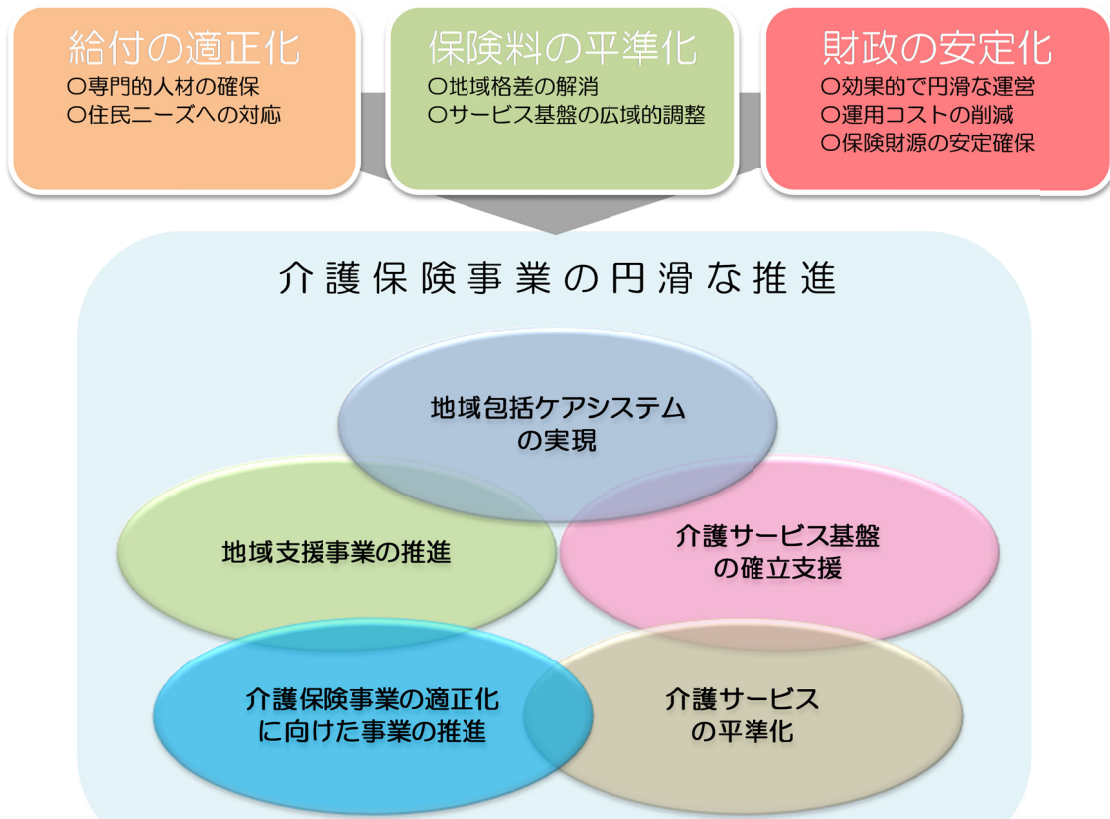 給付の適正化
○専門的人材の確保
○住民ニーズへの対応
保険料の平準化
○地域格差の解消
○サービス基盤の広域的調整
財政の安定化
○効果的で円滑な運営
○運用コストの削減
○保険財源の安定確保
介護保険事業の円滑な推進
地域包括ケアシステム
の実現
地域支援事業の推進
介護サービス基盤
の確立支援
介護保険事業の適正化
に向けた事業の推進
介護サービス
の平準化